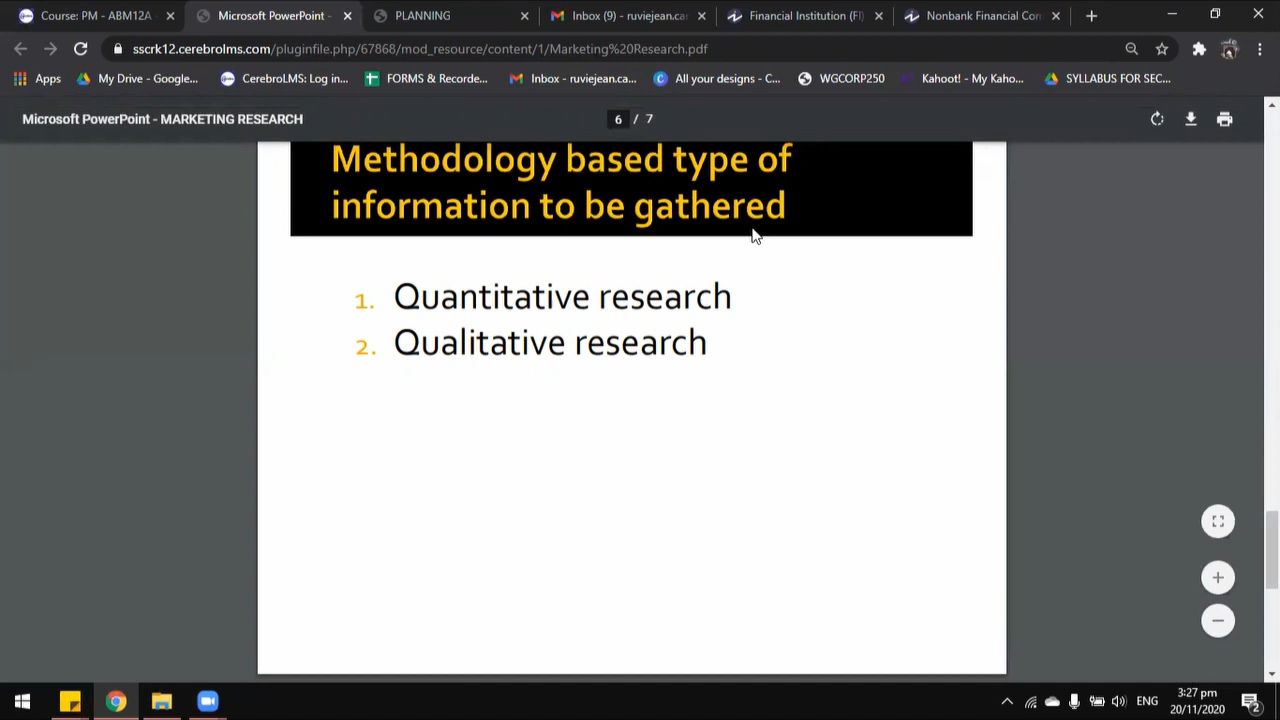 Course: PM - ABM12A
Microsoft PowerPoint -
PLANNING
Inbox (9) - ruviejean.ca
Financial Institution (FI)
Nonbank Financial Con
sscrk12.cerebrolms.com/pluginfile.php/67868/mod_resource/content/1/Marketing%20Research.pdf
Apps
My Drive - Google...
CerebroLMS: Log in...
FORMS & Recorde...
Inbox - ruviejean.ca...
All your designs - C...
WGCORP250
Kahoot! - My Kaho...
SYLLABUS FOR SEC...
Microsoft PowerPoint - MARKETING RESEARCH
6 / 7
Methodology based type of
information to be gathered
1. Quantitative research
2. Qualitative research
ENG
3:27 pm
20/11/2020
2